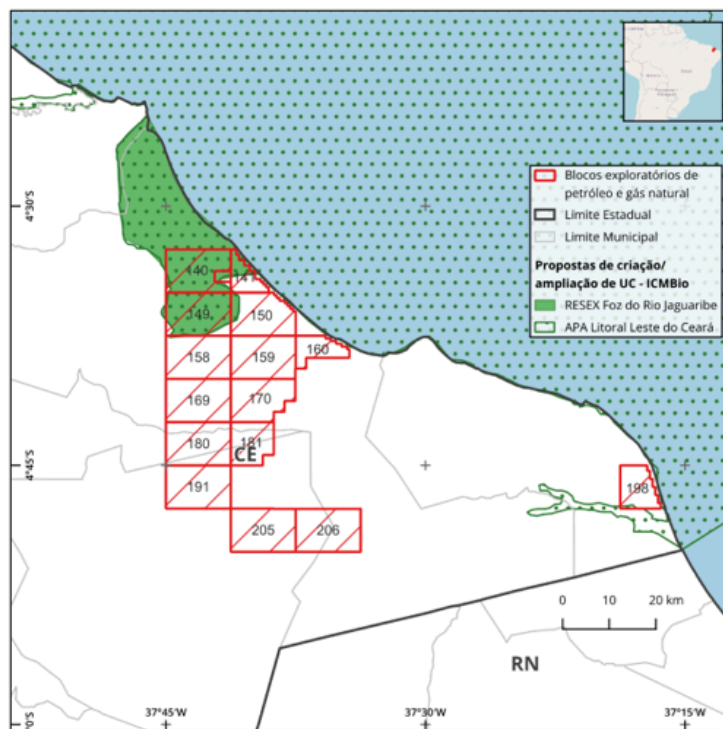 Blocos exploratórios de
petróleo e gás natural
Limite Estadual
Limite Municipal
Propostas de criação/
ampliação de UC - ICMBio
RESEX Foz do Rio Jaguaribe
APA Litoral Leste do Ceará
4°30'S
140
141
149
150
158
159
160
169
170
180
181
CE
4°45'S
191
198
205
206
0 10 20 km
RN
37°45'W 37°30'W 37°15'W